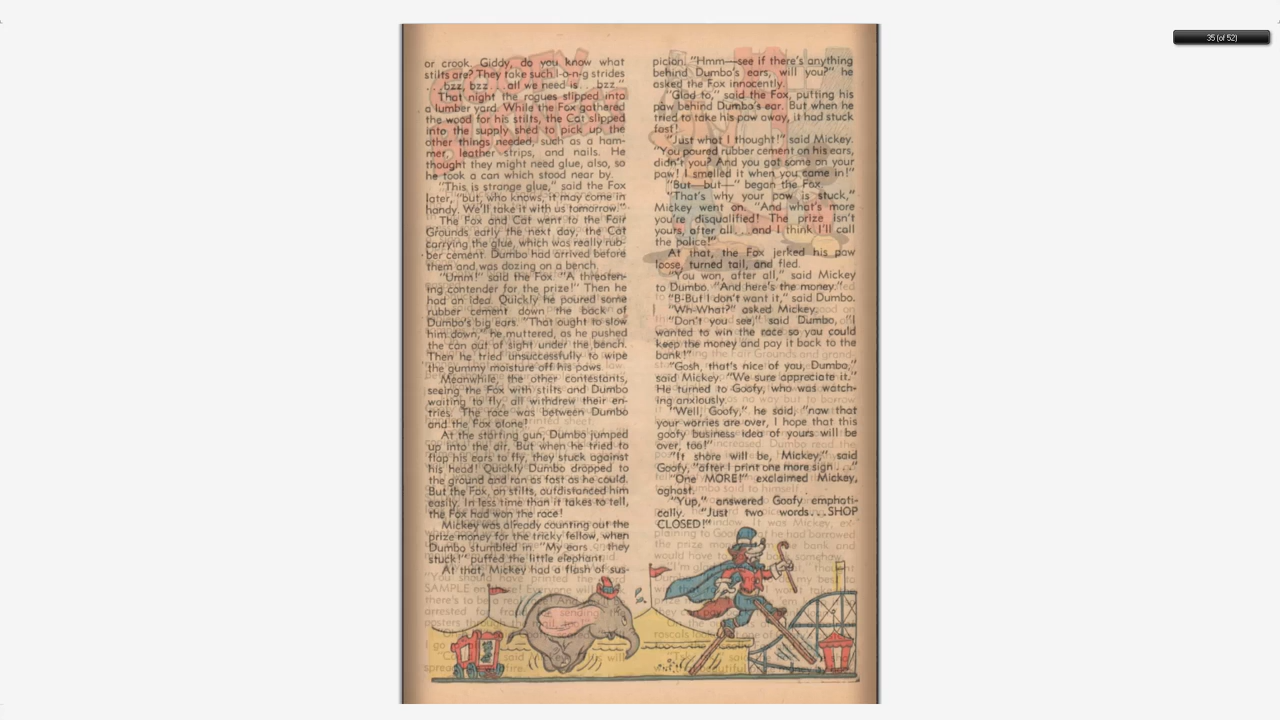 35 (of 52)
or crook. Giddy, do you know what
stilts are? They take such l-o-n-g strides
. . . bzz, bzz . . . all we need is . . . bzz."
That night the rogues slipped into
a lumber yard. While the Fox gathered
the wood for his stilts, the Cat slipped
into the supply shed to pick up the
other things needed, such as a ham-
mer, leather strips, and nails. He
thought they might need glue, also, so
he took a can which stood near by.
"This is strange glue," said the Fox
later, "but, who knows, it may come in
handy. We'll take it with us tomorrow."
The Fox and Cat went to the Fair
Grounds early the next day, the Cat
carrying the glue, which was really rub-
ber cement. Dumbo had arrived before
them and was dozing on a bench.
"Umm!" said the Fox. "A threaten-
ing contender for the prize!" Then he
had an idea. Quickly he poured some
rubber cement down the back of
Dumbo's big ears. "That ought to slow
him down," he muttered, as he pushed
the can out of sight under the bench.
Then he tried unsuccessfully to wipe
the gummy moisture off his paws.
Meanwhile, the other contestants,
seeing the Fox with stilts and Dumbo
waiting to fly, all withdrew their en-
tries. The race was between Dumbo
and the Fox alone!
At the starting gun, Dumbo jumped
up into the air. But when he tried to
flap his ears to fly, they stuck against
his head! Quickly Dumbo dropped to
the ground and ran as fast as he could.
But the Fox, on stilts, outdistanced him
easily. In less time than it takes to tell,
the Fox had won the race!
Mickey was already counting out the
prize money for the tricky fellow, when
Dumbo stumbled in. "My ears . . . they
stuck!" puffed the little elephant.
At that, Mickey had a flash of sus-
picion. "Hmm—see if there's anything
behind Dumbo's ears, will you?" he
asked the Fox innocently.
"Glad to," said the Fox, putting his
paw behind Dumbo's ear. But when he
tried to take his paw away, it had stuck
fast!
"Just what I thought!" said Mickey.
"You poured rubber cement on his ears,
didn't you? And you got some on your
paw! I smelled it when you came in!"
"But—but—" began the Fox.
"That's why your paw is stuck,"
Mickey went on. "And what's more
you're disqualified! The prize isn't
yours, after all. . . and I think I'll call
the police!"
At that, the Fox jerked his paw
loose, turned tail, and fled.
"You won, after all," said Mickey
to Dumbo. "And here's the money."
"B-But I don't want it," said Dumbo.
"Wh-What?" asked Mickey.
"Don't you see," said Dumbo, "I
wanted to win the race so you could
keep the money and pay it back to the
bank!"
"Gosh, that's nice of you, Dumbo,"
said Mickey. "We sure appreciate it."
He turned to Goofy, who was watch-
ing anxiously.
"Well, Goofy," he said, "now that
your worries are over, I hope that this
goofy business idea of yours will be
over, too!"
"It shore will be, Mickey," said
Goofy, "after I print one more sign . . ."
"One MORE!" exclaimed Mickey,
aghast.
"Yup," answered Goofy emphati-
cally. "Just two words...SHOP
CLOSED!"